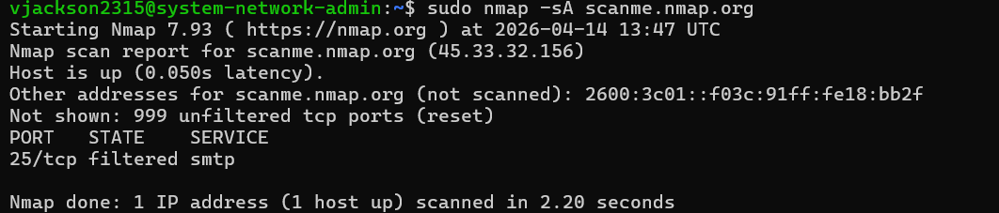 vjackson2315@system-network-admin:~$ sudo nmap -sA scanme.nmap.org
Starting Nmap 7.93 ( https://nmap.org ) at 2026-04-14 13:47 UTC
Nmap scan report for scanme.nmap.org (45.33.32.156)
Host is up (0.050s latency).
Other addresses for scanme.nmap.org (not scanned): 2600:3c01::f03c:91ff:fe18:bb2f
Not shown: 999 unfiltered tcp ports (reset)
PORT   STATE    SERVICE
25/tcp filtered smtp

Nmap done: 1 IP address (1 host up) scanned in 2.20 seconds